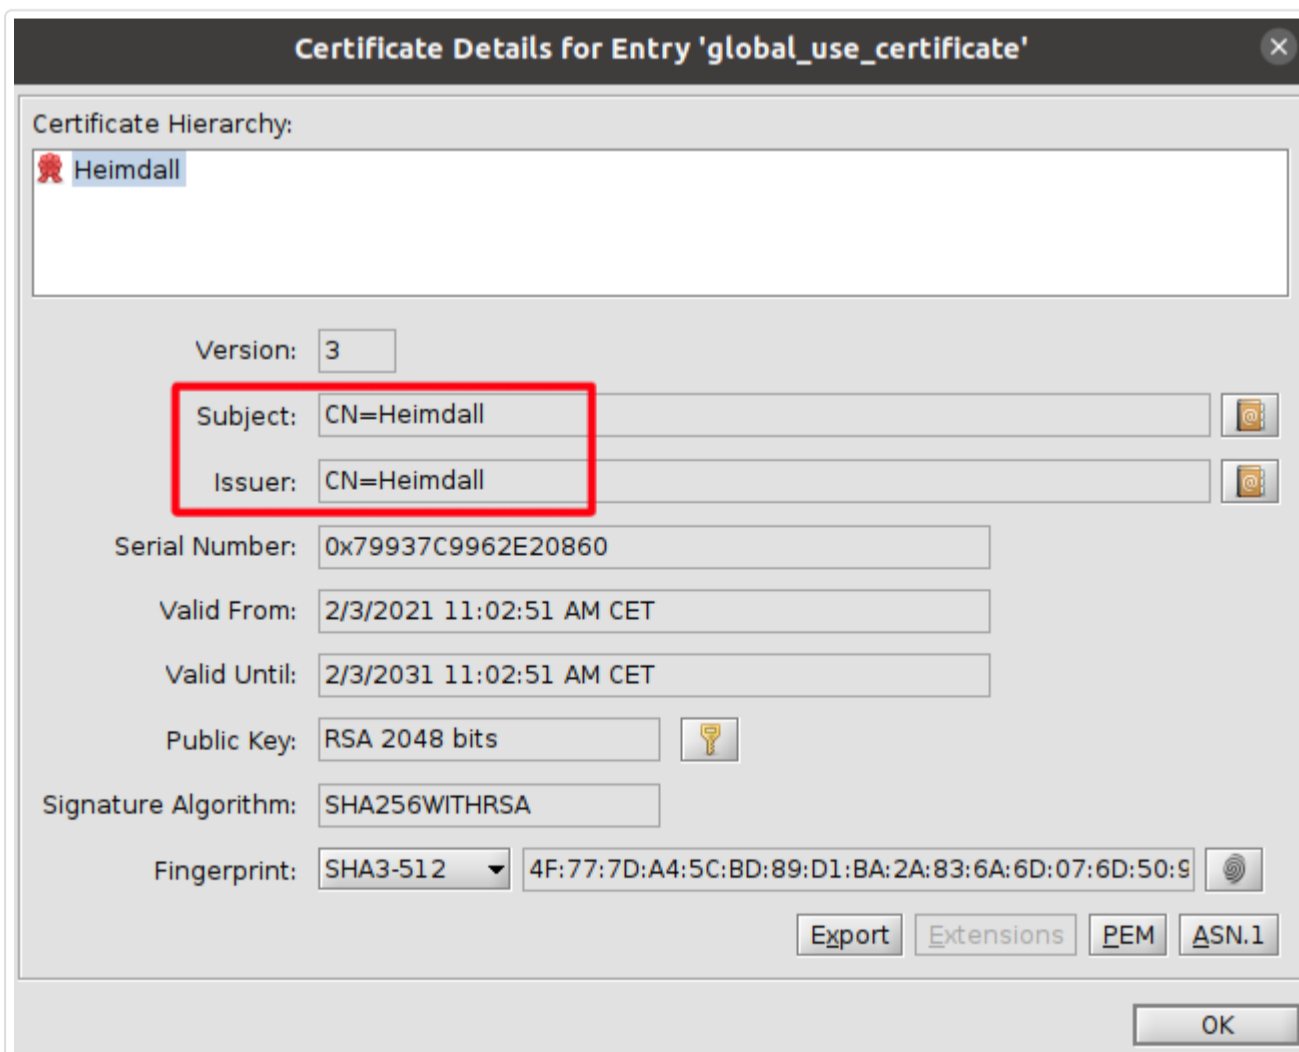 Certificate Details for Entry 'global_use_certificate'
Certificate Hierarchy:
Heimdall
Version: 3
Subject: CN=Heimdall
Issuer: CN=Heimdall
Serial Number: 0x79937C9962E20860
Valid From: 2/3/2021 11:02:51 AM CET
Valid Until: 2/3/2031 11:02:51 AM CET
Public Key: RSA 2048 bits
Signature Algorithm: SHA256WITHRSA
Fingerprint: SHA3-512 4F:77:7D:A4:5C:BD:89:D1:BA:2A:83:6A:6D:07:6D:50:9
Export Extensions PEM ASN.1
OK